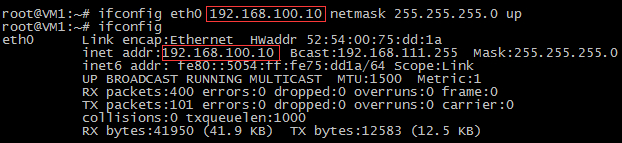 root@VM1:~# ifconfig eth0 192.168.100.10 netmask 255.255.255.0 up
root@VM1:~# ifconfig
eth0 Link encap:Ethernet HWaddr 52:54:00:75:dd:1a
inet addr:192.168.100.10 Bcast:192.168.111.255 Mask:255.255.255.0
inet6 addr: fe80::5054:ff:fe75:dd1a/64 Scope:Link
UP BROADCAST RUNNING MULTICAST MTU:1500 Metric:1
RX packets:400 errors:0 dropped:0 overruns:0 frame:0
TX packets:101 errors:0 dropped:0 overruns:0 carrier:0
collisions:0 txqueuelen:1000
RX bytes:41950 (41.9 KB) TX bytes:12583 (12.5 KB)